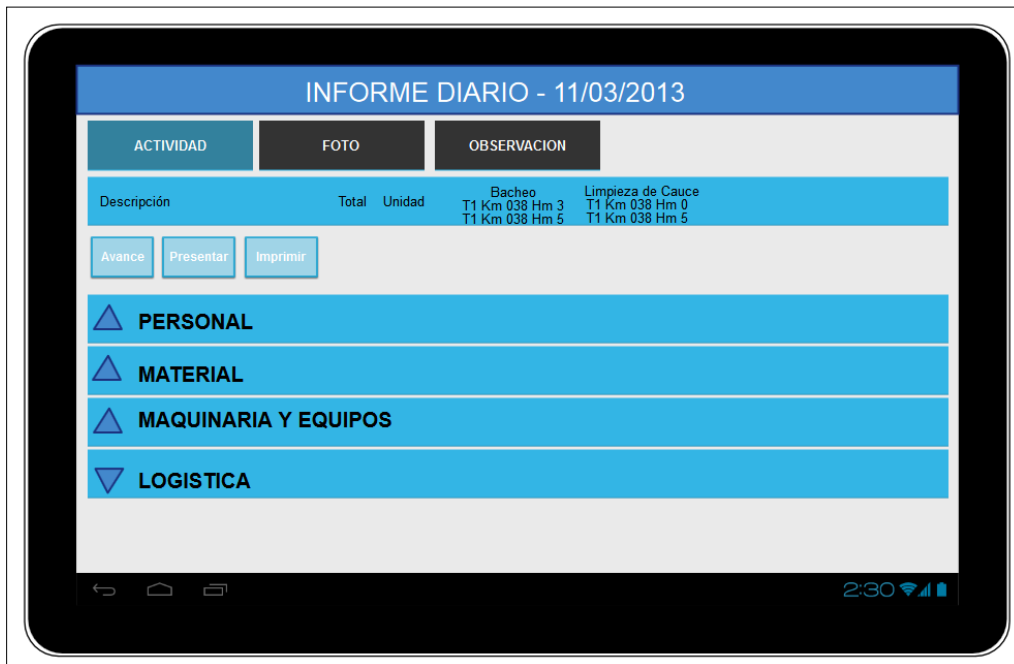 INFORME DIARIO - 11/03/2013
ACTIVIDAD FOTO OBSERVACION
Descripción Total Unidad
Bacheo
T1 Km 038 Hm 3
T1 Km 038 Hm 5
Limpieza de Cauce
T1 Km 038 Hm 0
T1 Km 038 Hm 5
Avance Presentar Imprimir
PERSONAL
MATERIAL
MAQUINARIA Y EQUIPOS
LOGISTICA
2:30